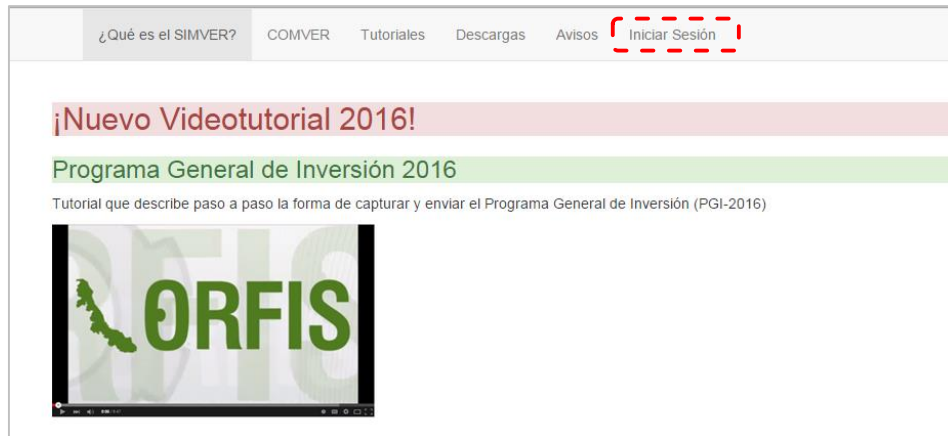 ¿Qué es el SIMVER? COMVER Tutoriales Descargas Avisos Iniciar Sesión
¡Nuevo Videotutorial 2016!
Programa General de Inversión 2016
Tutorial que describe paso a paso la forma de capturar y enviar el Programa General de Inversión (PGI-2016)
ORFIS